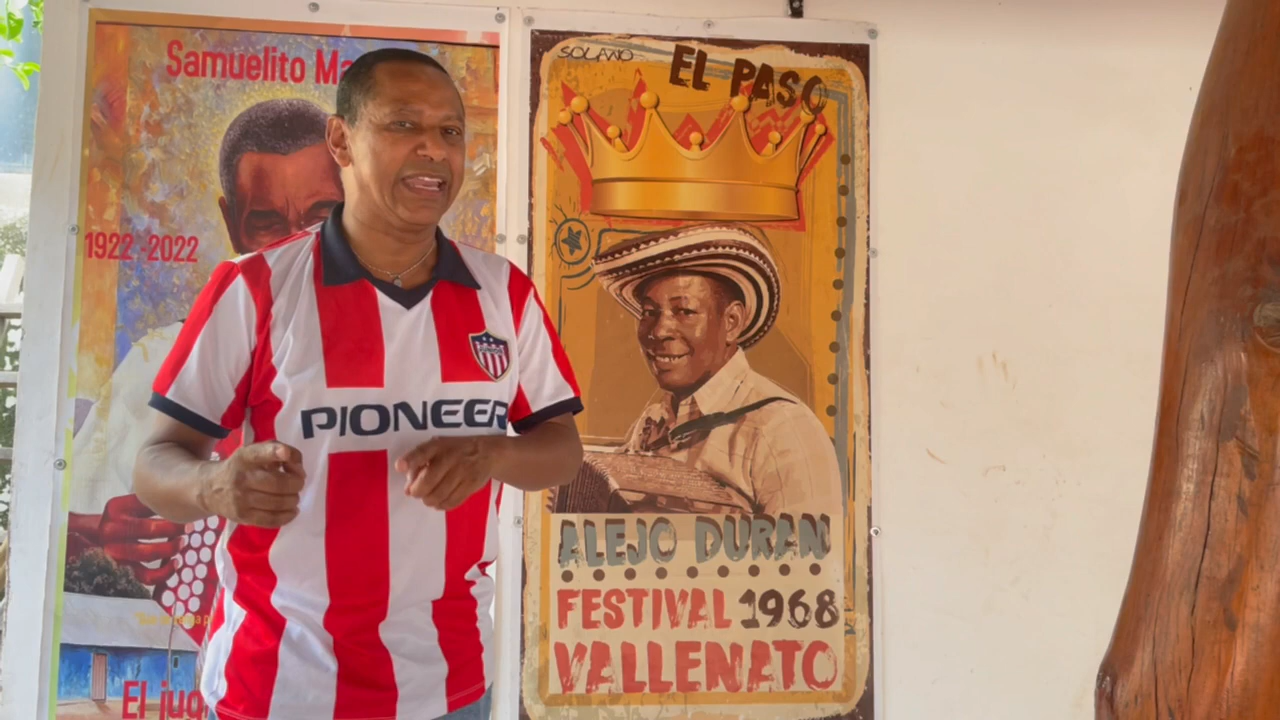 Samuelito Ma
1922 -2022
El jug
PIONEER
SOLANO
EL PASO
ALEJO DURAN
FESTIVAL 1968
VALLENATO